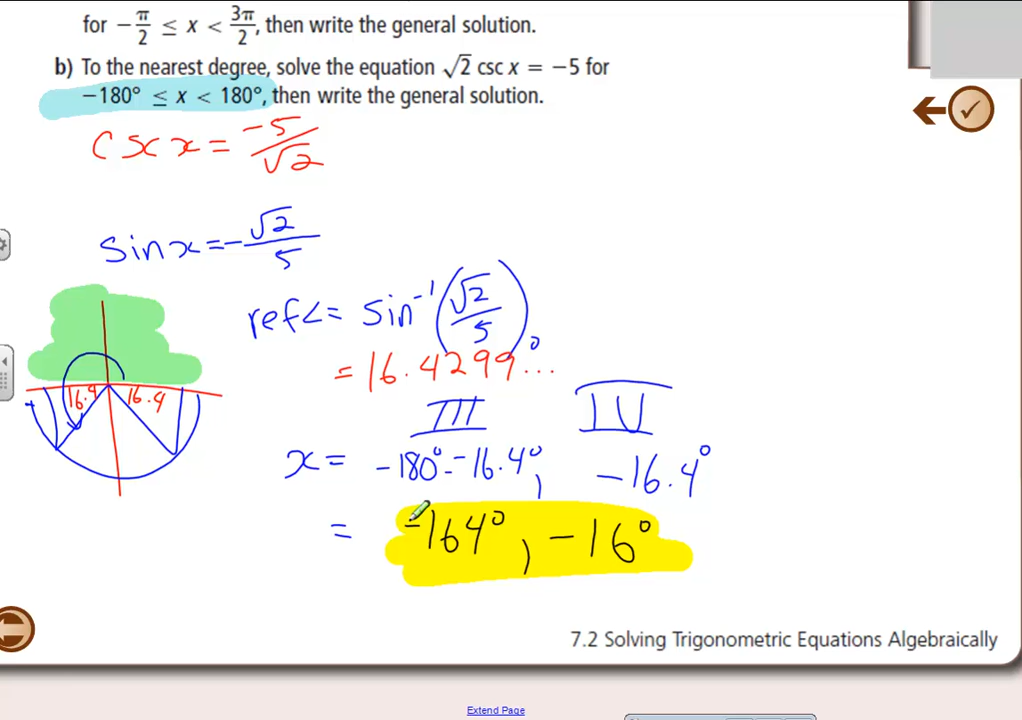 for −π/2 ≤ x < 3π/2, then write the general solution.
b) To the nearest degree, solve the equation √2 csc x = −5 for
−180° ≤ x < 180°, then write the general solution.
csc x = -5/√2
sin x = -√2/5
ref∠ = sin⁻¹(√2/5)
= 16.4299°...
16.4 16.4
III IV
x = -180° - -16.4°, -16.4°
= -164°, -16°
7.2 Solving Trigonometric Equations Algebraically
Extend Page